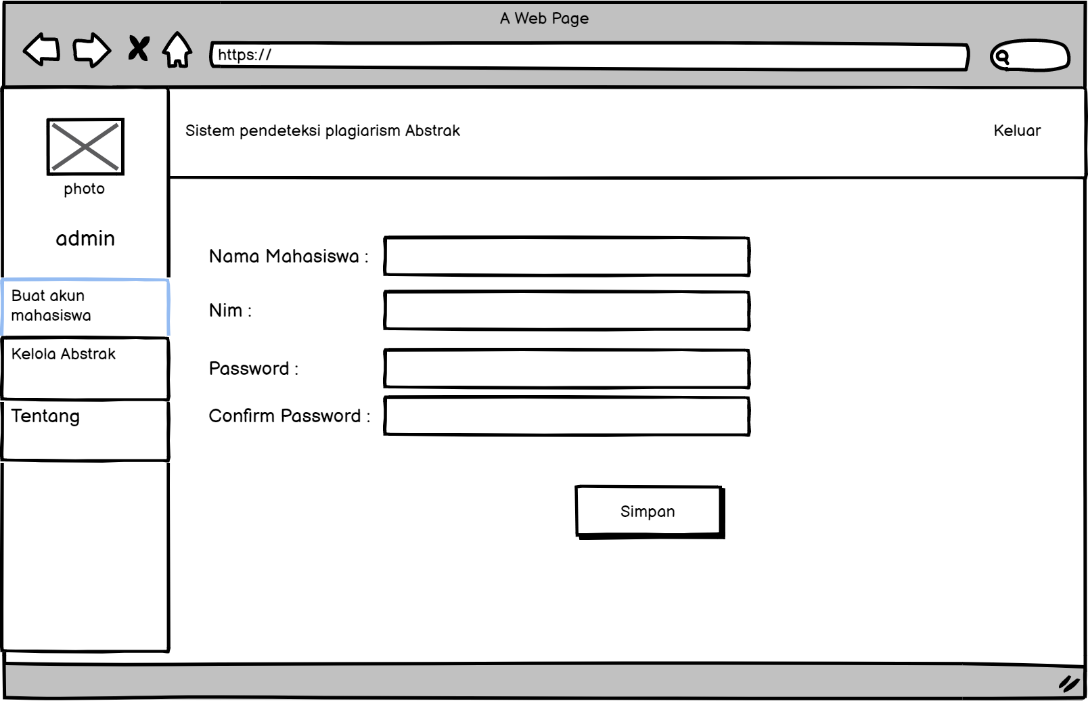 A Web Page
https://
Sistem pendeteksi plagiarism Abstrak
Keluar
photo
admin
Buat akun
mahasiswa
Kelola Abstrak
Tentang
Nama Mahasiswa :
Nim :
Password :
Confirm Password :
Simpan